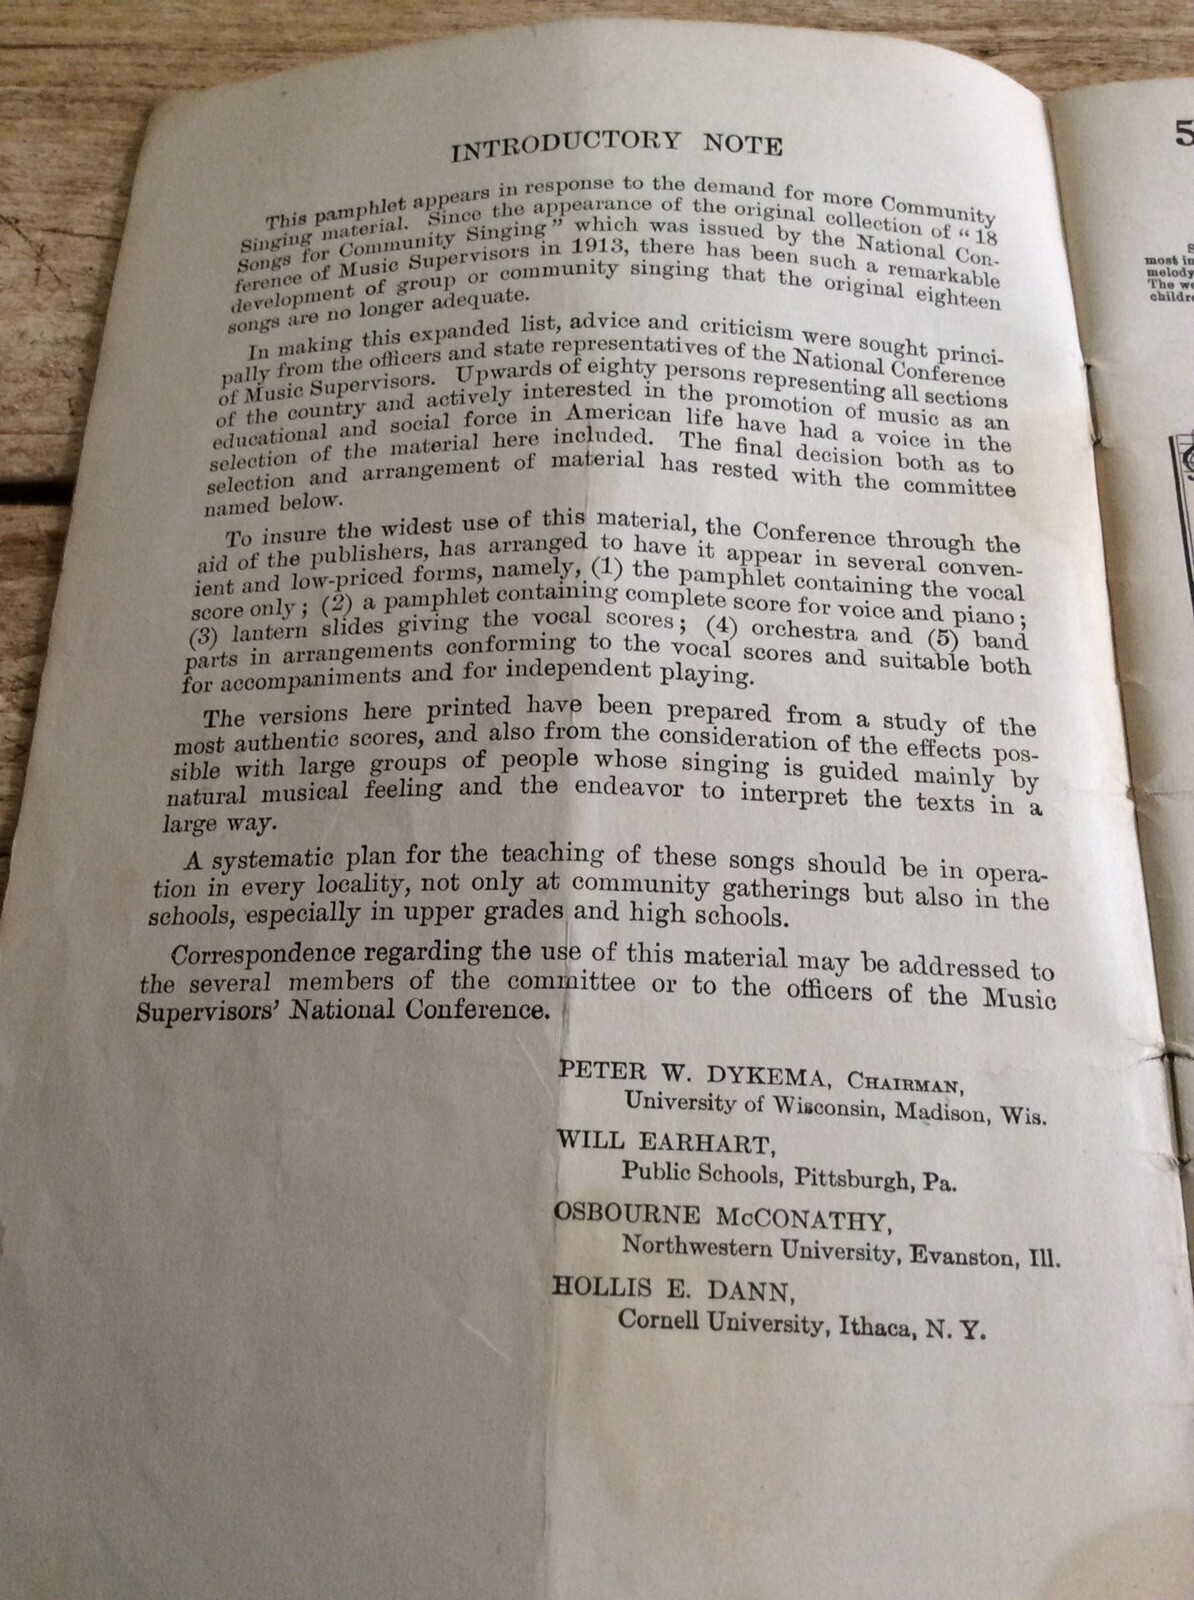 INTRODUCTORY NOTE
This pamphlet appears in response to the demand for more Community
Singing material. Since the appearance of the original collection of “ 18
Songs for Community Singing ” which was issued by the National Con-
ference of Music Supervisors in 1913, there has been such a remarkable
development of group or community singing that the original eighteen
songs are no longer adequate.
In making this expanded list, advice and criticism were sought princi-
pally from the officers and state representatives of the National Conference
of Music Supervisors. Upwards of eighty persons representing all sections
of the country and actively interested in the promotion of music as an
educational and social force in American life have had a voice in the
selection of the material here included. The final decision both as to
selection and arrangement of material has rested with the committee
named below.
To insure the widest use of this material, the Conference through the
aid of the publishers, has arranged to have it appear in several conven-
ient and low-priced forms, namely, (1) the pamphlet containing the vocal
score only ; (2) a pamphlet containing complete score for voice and piano ;
(3) lantern slides giving the vocal scores ; (4) orchestra and (5) band
parts in arrangements conforming to the vocal scores and suitable both
for accompaniments and for independent playing.
The versions here printed have been prepared from a study of the
most authentic scores, and also from the consideration of the effects pos-
sible with large groups of people whose singing is guided mainly by
natural musical feeling and the endeavor to interpret the texts in a
large way.
A systematic plan for the teaching of these songs should be in opera-
tion in every locality, not only at community gatherings but also in the
schools, especially in upper grades and high schools.
Correspondence regarding the use of this material may be addressed to
the several members of the committee or to the officers of the Music
Supervisors’ National Conference.
PETER W. DYKEMA, CHAIRMAN,
University of Wisconsin, Madison, Wis.
WILL EARHART,
Public Schools, Pittsburgh, Pa.
OSBOURNE McCONATHY,
Northwestern University, Evanston, Ill.
HOLLIS E. DANN,
Cornell University, Ithaca, N. Y.
5
most in
melody
The